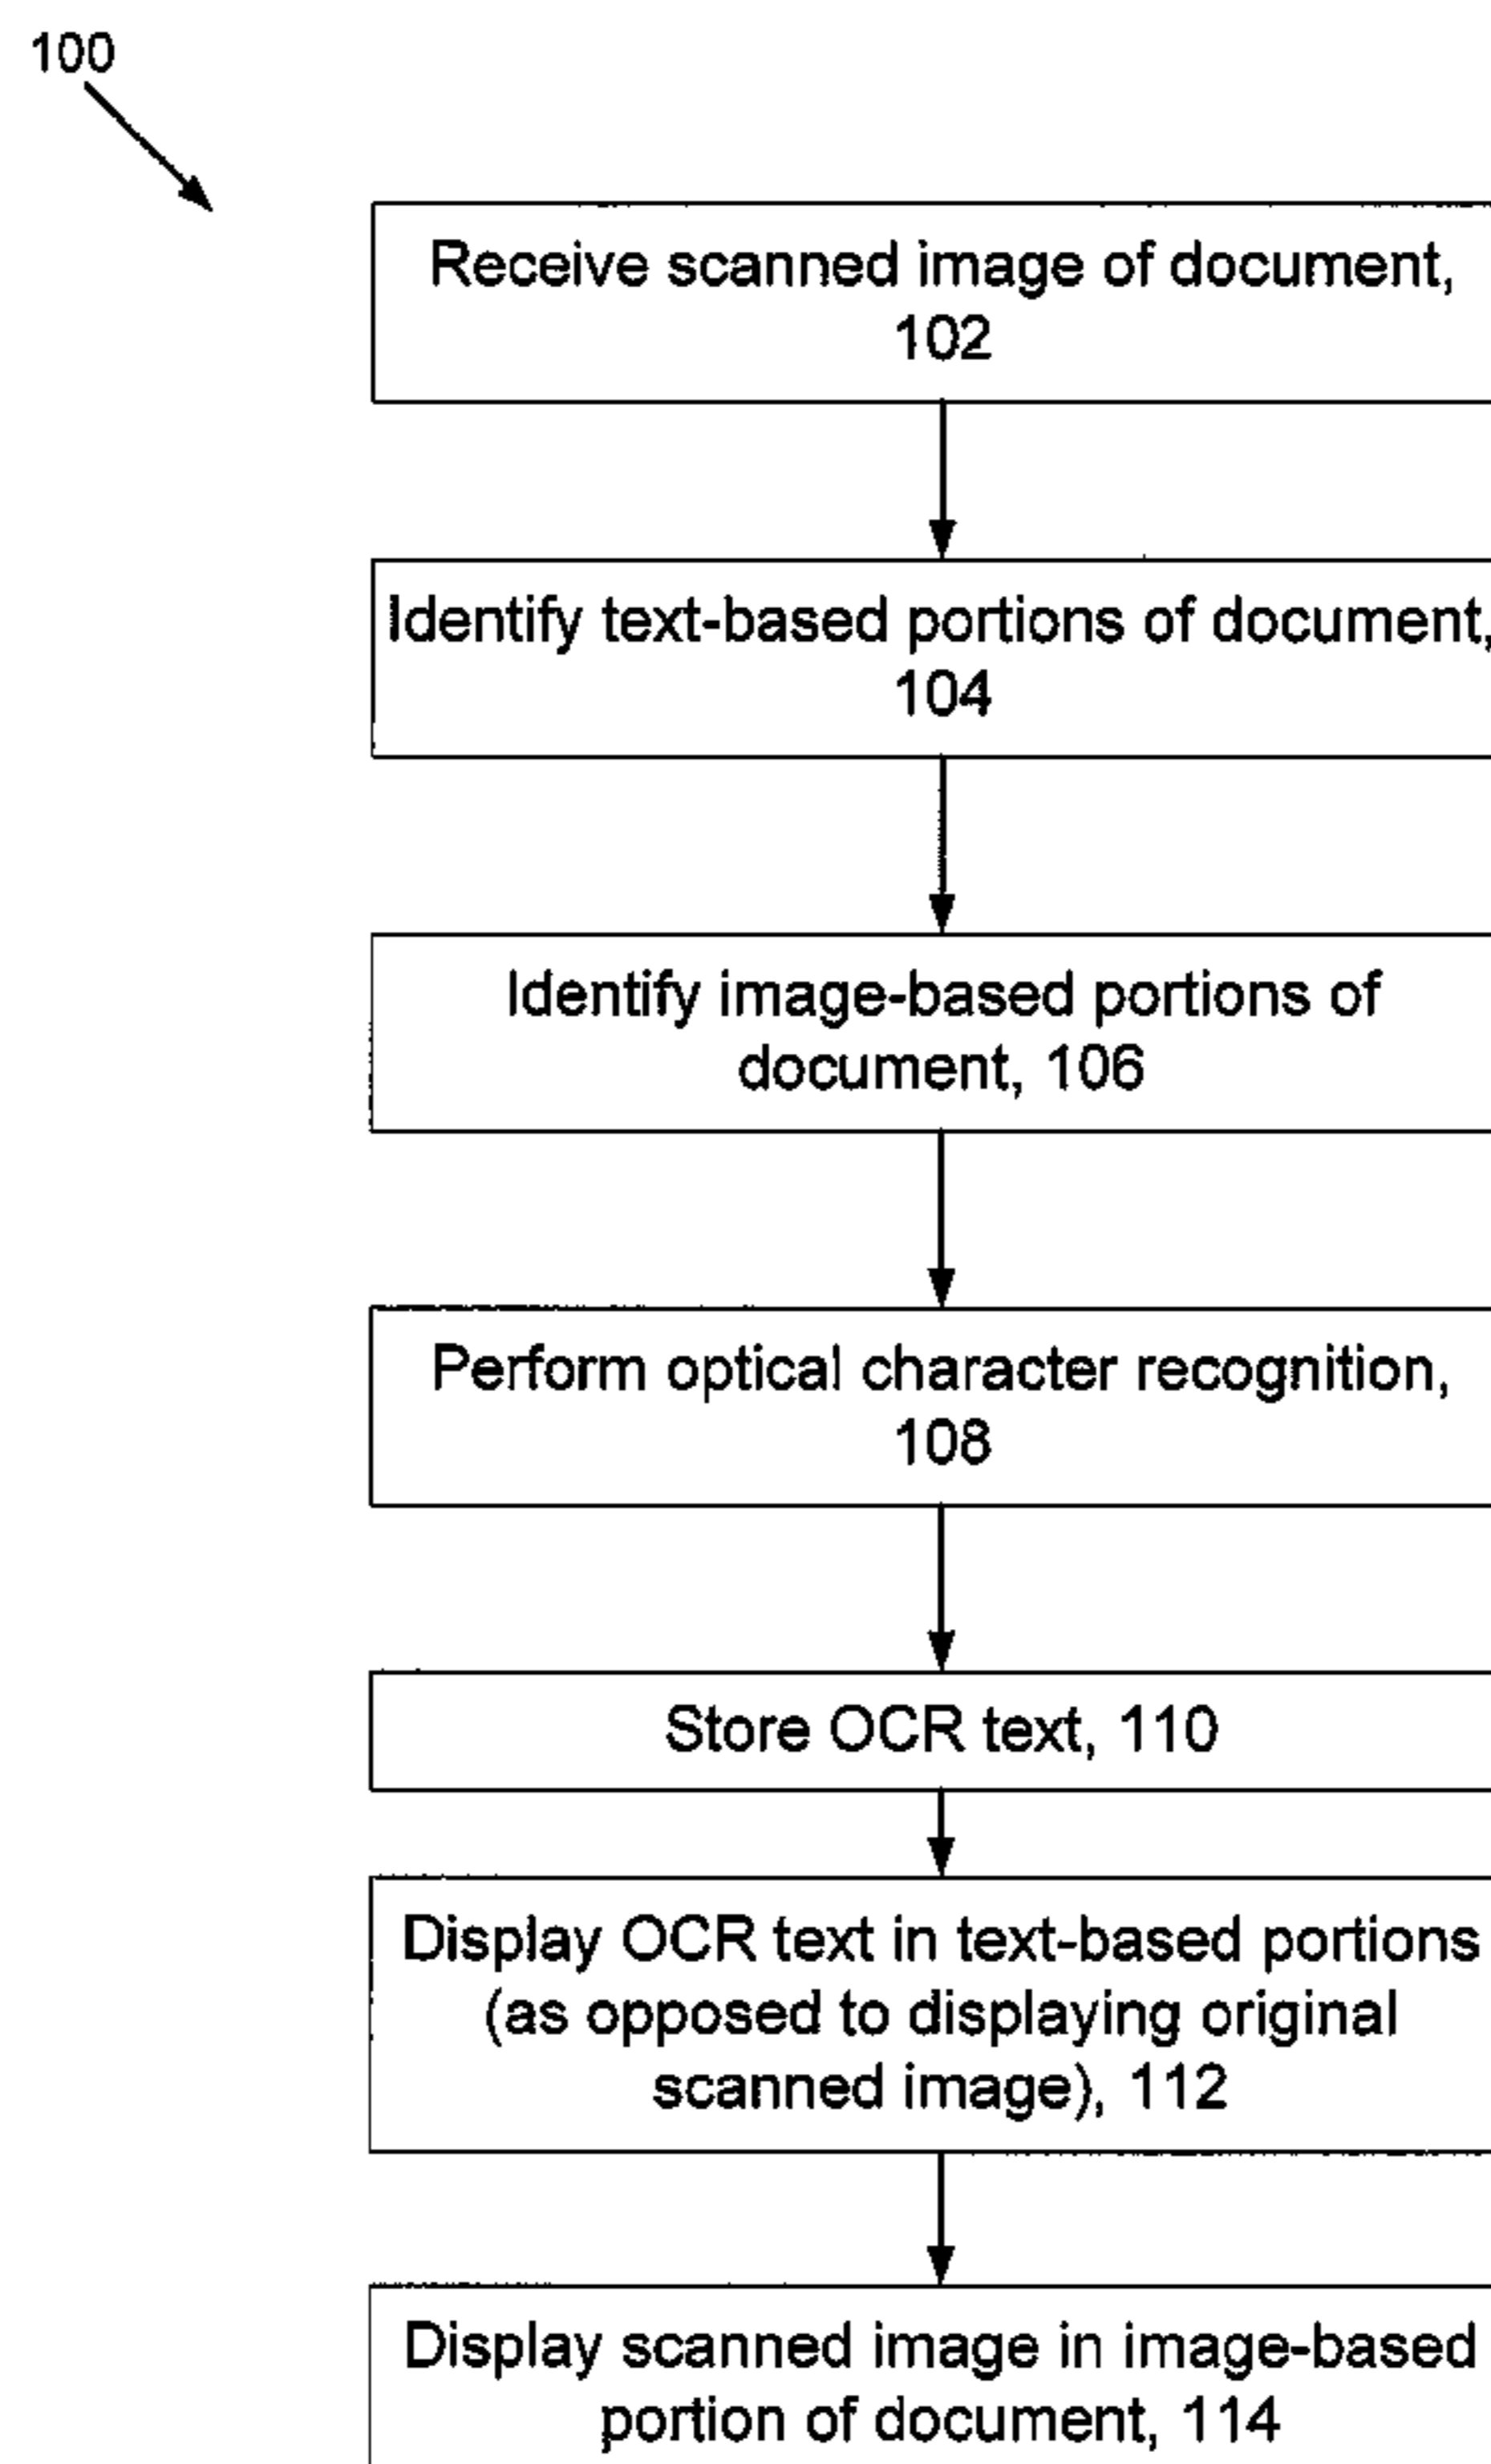 100
Receive scanned image of document,
102
Identify text-based portions of document,
104
Identify image-based portions of
document, 106
Perform optical character recognition,
108
Store OCR text, 110
Display OCR text in text-based portions
(as opposed to displaying original
scanned image), 112
Display scanned image in image-based
portion of document, 114